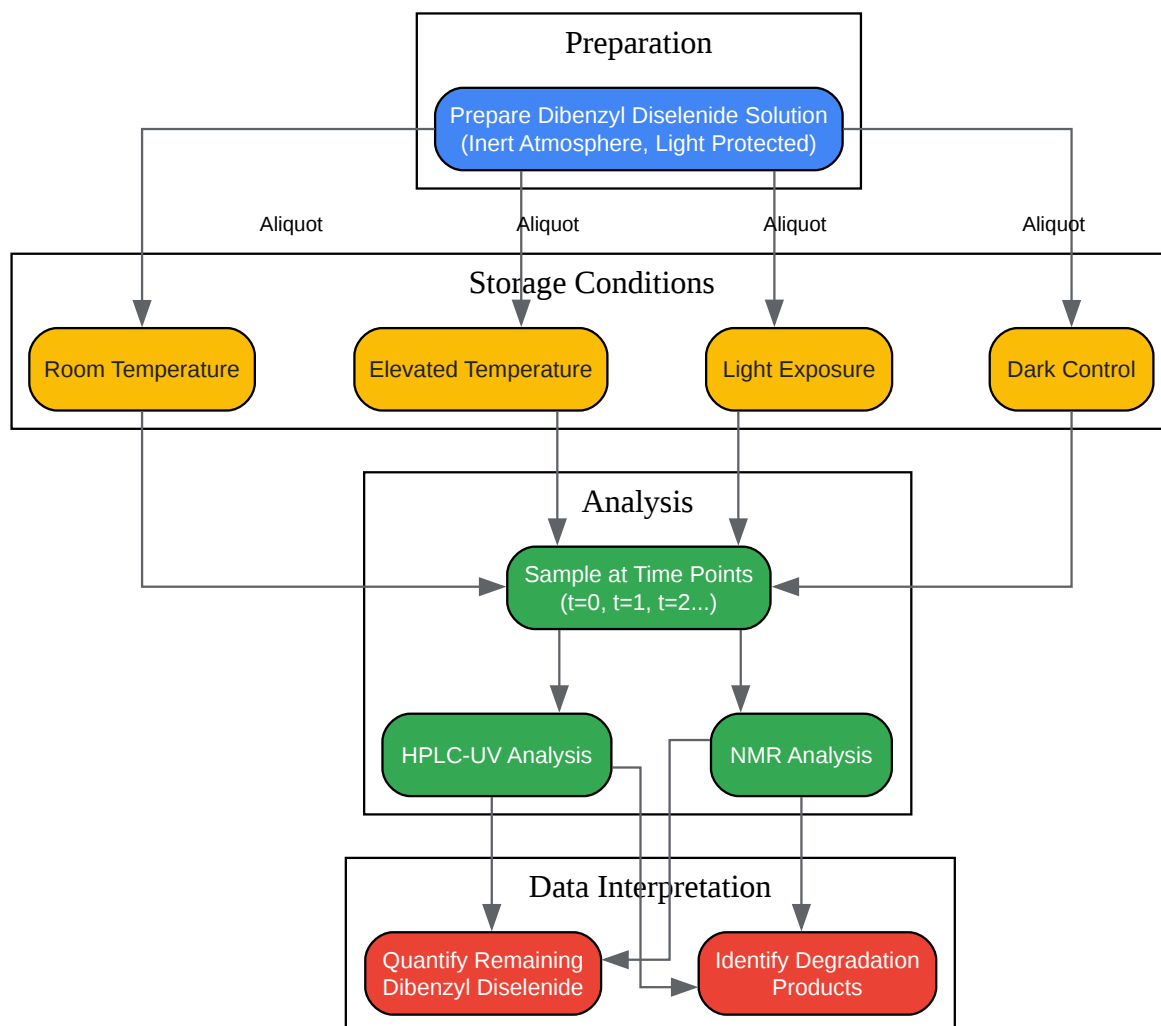 Preparation
Prepare Dibenzyl Diselenide Solution
(Inert Atmosphere, Light Protected)
Aliquot
Aliquot
Aliquot
Aliquot
Storage Conditions
Room Temperature
Elevated Temperature
Light Exposure
Dark Control
Analysis
Sample at Time Points
(t=0, t=1, t=2...)
HPLC-UV Analysis
NMR Analysis
Data Interpretation
Quantify Remaining
Dibenzyl Diselenide
Identify Degradation
Products